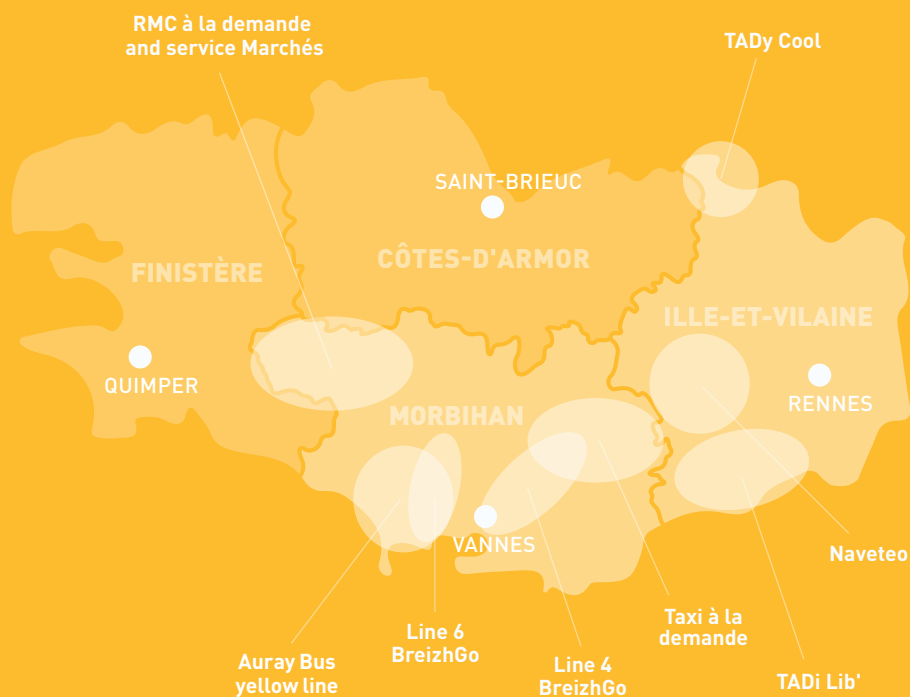 RMC à la demande
and service Marchés
TADy Cool
SAINT-BRIEUC
CÔTES-D'ARMOR
FINISTÈRE
ILLE-ET-VILAINE
QUIMPER
RENNES
MORBIHAN
VANNES
Naveteo
Taxi à la
demande
Line 6
BreizhGo
Auray Bus
yellow line
Line 4
BreizhGo
TADi Lib'